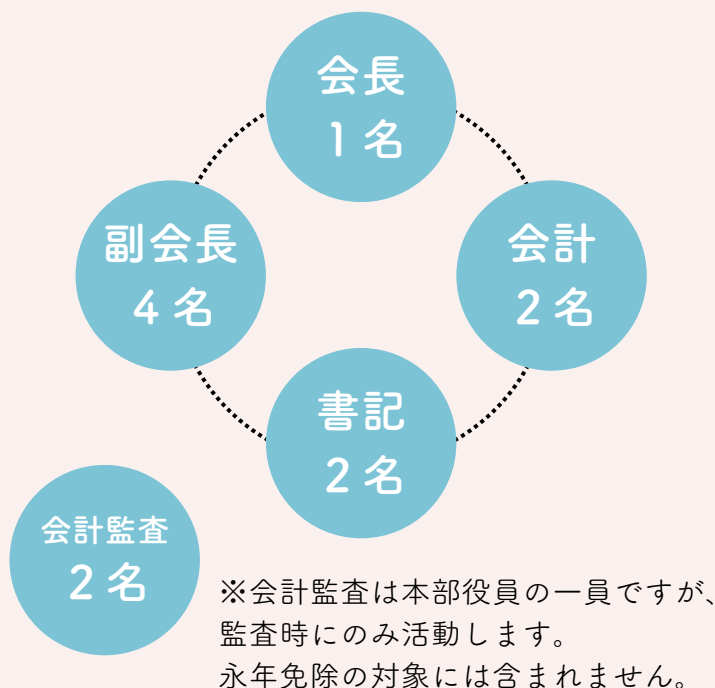 会長
1名
副会長
4名
会計
2名
書記
2名
会計監査
2名
※会計監査は本部役員の一員ですが、
監査時にのみ活動します。
永年免除の対象には含まれません。